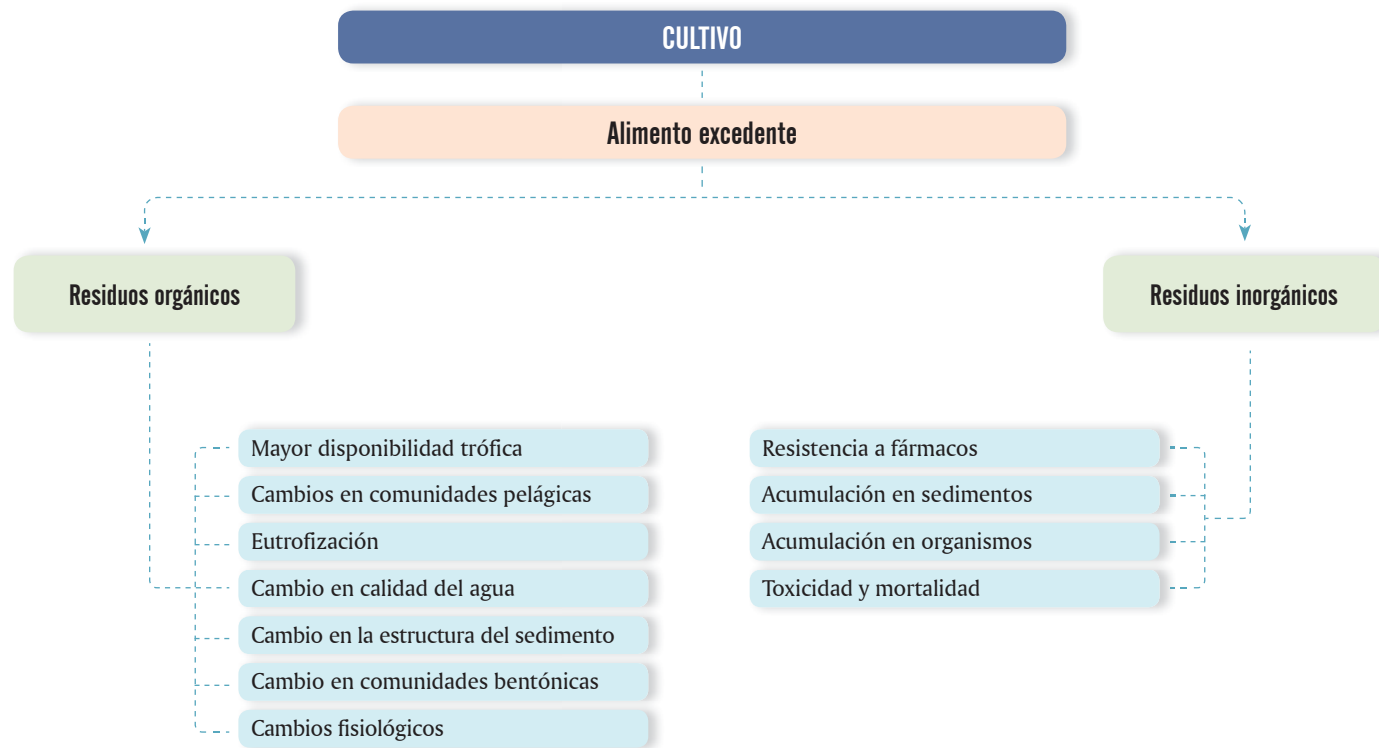 CULTIVO
Alimento excedente
Residuos orgánicos
Residuos inorgánicos
Mayor disponibilidad trófica
Cambios en comunidades pelágicas
Eutrofización
Cambio en calidad del agua
Cambio en la estructura del sedimento
Cambio en comunidades bentónicas
Cambios fisiológicos
Resistencia a fármacos
Acumulación en sedimentos
Acumulación en organismos
Toxicidad y mortalidad